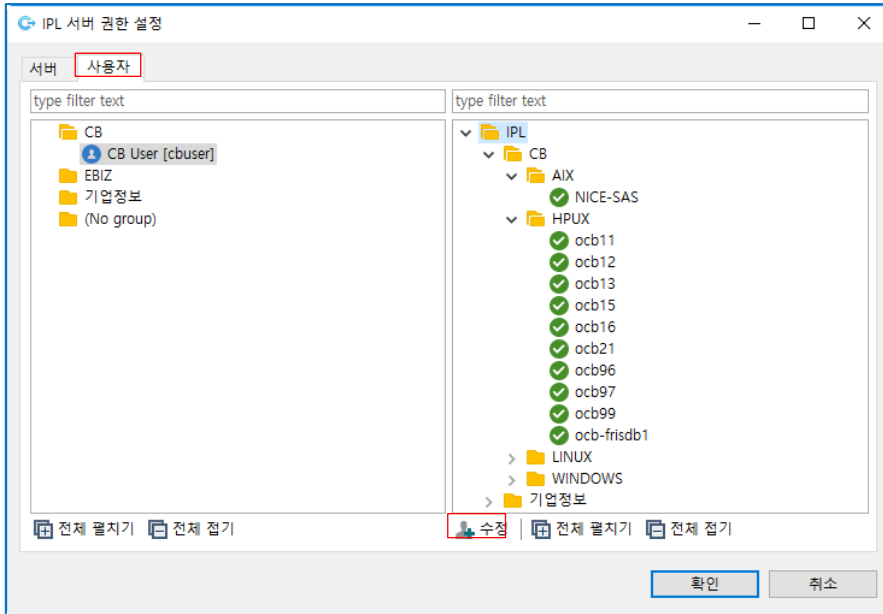 IPL 서버 권한 설정
서버 사용자
type filter text
CB
CB User [cbuser]
EBIZ
기업정보
(No group)
전체 펼치기 전체 접기
type filter text
IPL
CB
AIX
NICE-SAS
HPUX
ocb11
ocb12
ocb13
ocb15
ocb16
ocb21
ocb96
ocb97
ocb99
ocb-frisdb1
LINUX
WINDOWS
기업정보
수정 전체 펼치기 전체 접기
확인 취소